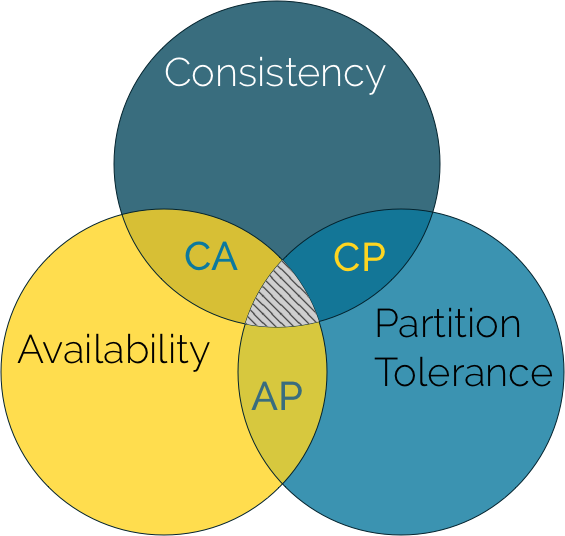 Consistency
CA
CP
Availability
Partition
Tolerance
AP